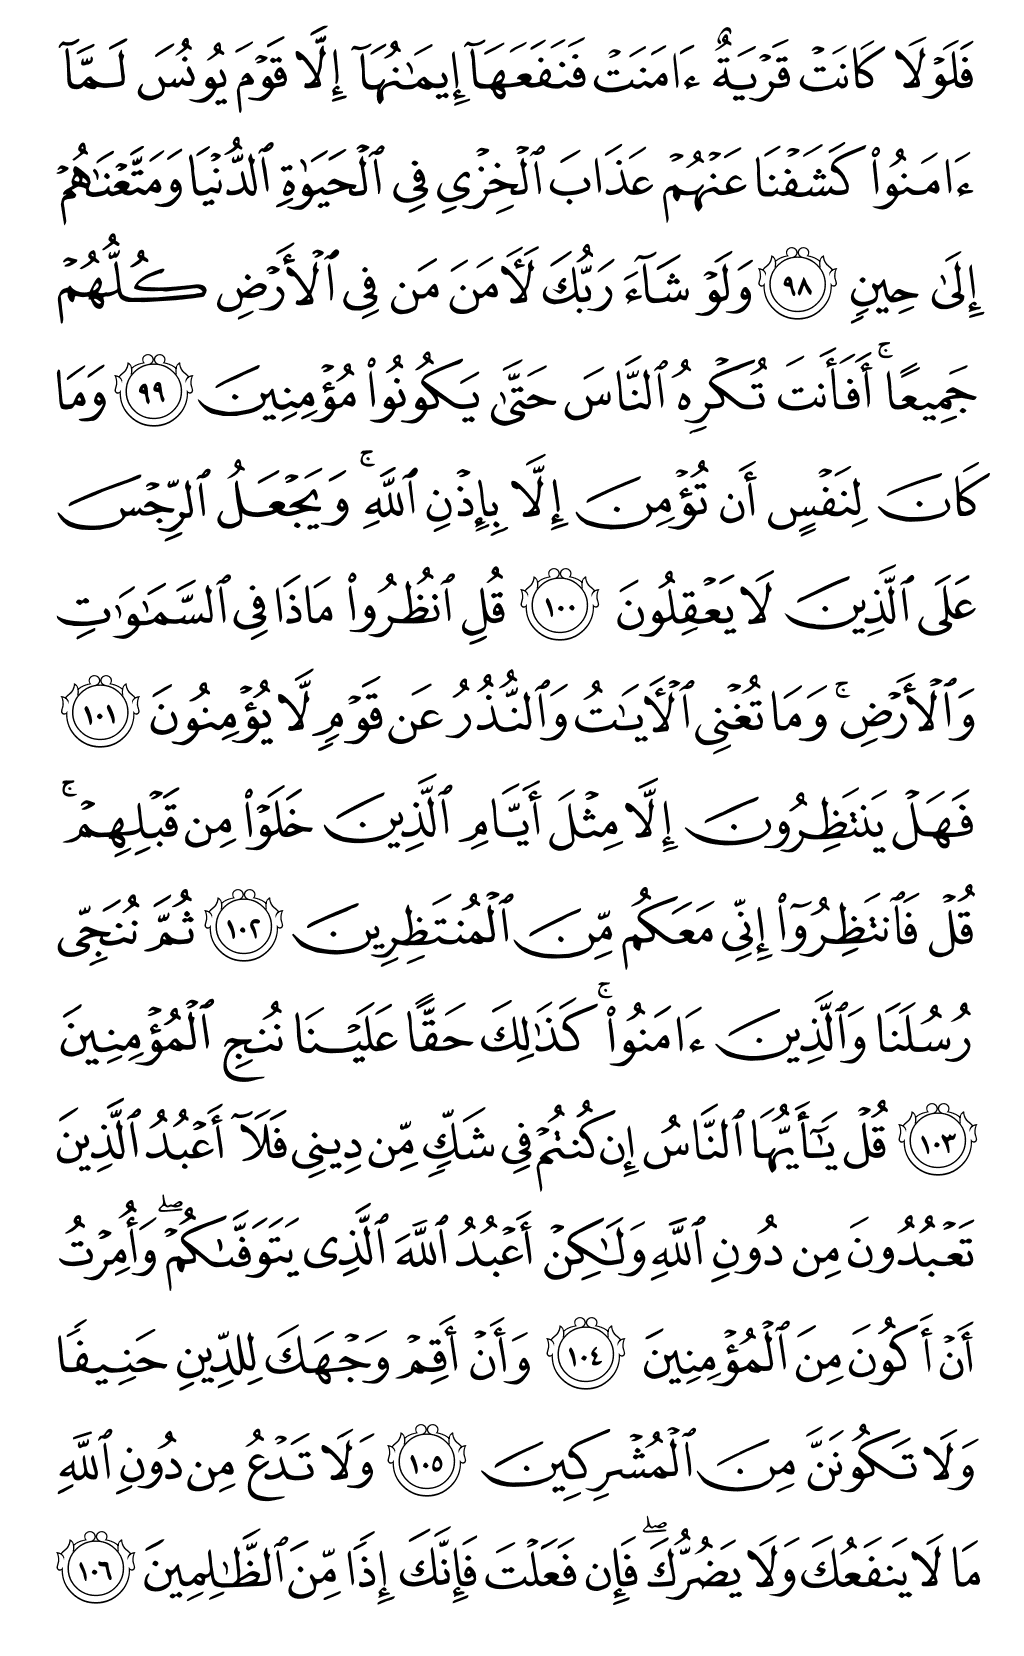 فَلَوْلَا كَانَتْ قَرْيَةٌ ءَامَنَتْ فَنَفَعَهَآ إِيمَٰنُهَآ إِلَّا قَوْمَ يُونُسَ لَمَّآ
ءَامَنُوا۟ كَشَفْنَا عَنْهُمْ عَذَابَ ٱلْخِزْىِ فِى ٱلْحَيَوٰةِ ٱلدُّنْيَا وَمَتَّعْنَٰهُمْ
إِلَىٰ حِينٍ ٩٨ وَلَوْ شَآءَ رَبُّكَ لَـَٔامَنَ مَن فِى ٱلْأَرْضِ كُلُّهُمْ
جَمِيعًا ۚ أَفَأَنتَ تُكْرِهُ ٱلنَّاسَ حَتَّىٰ يَكُونُوا۟ مُؤْمِنِينَ ٩٩ وَمَا
كَانَ لِنَفْسٍ أَن تُؤْمِنَ إِلَّا بِإِذْنِ ٱللَّهِ ۚ وَيَجْعَلُ ٱلرِّجْسَ
عَلَى ٱلَّذِينَ لَا يَعْقِلُونَ ١٠٠ قُلِ ٱنظُرُوا۟ مَاذَا فِى ٱلسَّمَٰوَٰتِ
وَٱلْأَرْضِ ۚ وَمَا تُغْنِى ٱلْـَٔايَٰتُ وَٱلنُّذُرُ عَن قَوْمٍ لَّا يُؤْمِنُونَ ١٠١
فَهَلْ يَنتَظِرُونَ إِلَّا مِثْلَ أَيَّامِ ٱلَّذِينَ خَلَوْا۟ مِن قَبْلِهِمْ ۚ
قُلْ فَٱنتَظِرُوٓا۟ إِنِّى مَعَكُم مِّنَ ٱلْمُنتَظِرِينَ ١٠٢ ثُمَّ نُنَجِّى
رُسُلَنَا وَٱلَّذِينَ ءَامَنُوا۟ ۚ كَذَٰلِكَ حَقًّا عَلَيْنَا نُنجِ ٱلْمُؤْمِنِينَ
١٠٣ قُلْ يَٰٓأَيُّهَا ٱلنَّاسُ إِن كُنتُمْ فِى شَكٍّ مِّن دِينِى فَلَآ أَعْبُدُ ٱلَّذِينَ
تَعْبُدُونَ مِن دُونِ ٱللَّهِ وَلَٰكِنْ أَعْبُدُ ٱللَّهَ ٱلَّذِى يَتَوَفَّىٰكُمْ ۖ وَأُمِرْتُ
أَنْ أَكُونَ مِنَ ٱلْمُؤْمِنِينَ ١٠٤ وَأَنْ أَقِمْ وَجْهَكَ لِلدِّينِ حَنِيفًا
وَلَا تَكُونَنَّ مِنَ ٱلْمُشْرِكِينَ ١٠٥ وَلَا تَدْعُ مِن دُونِ ٱللَّهِ
مَا لَا يَنفَعُكَ وَلَا يَضُرُّكَ ۖ فَإِن فَعَلْتَ فَإِنَّكَ إِذًا مِّنَ ٱلظَّٰلِمِينَ ١٠٦